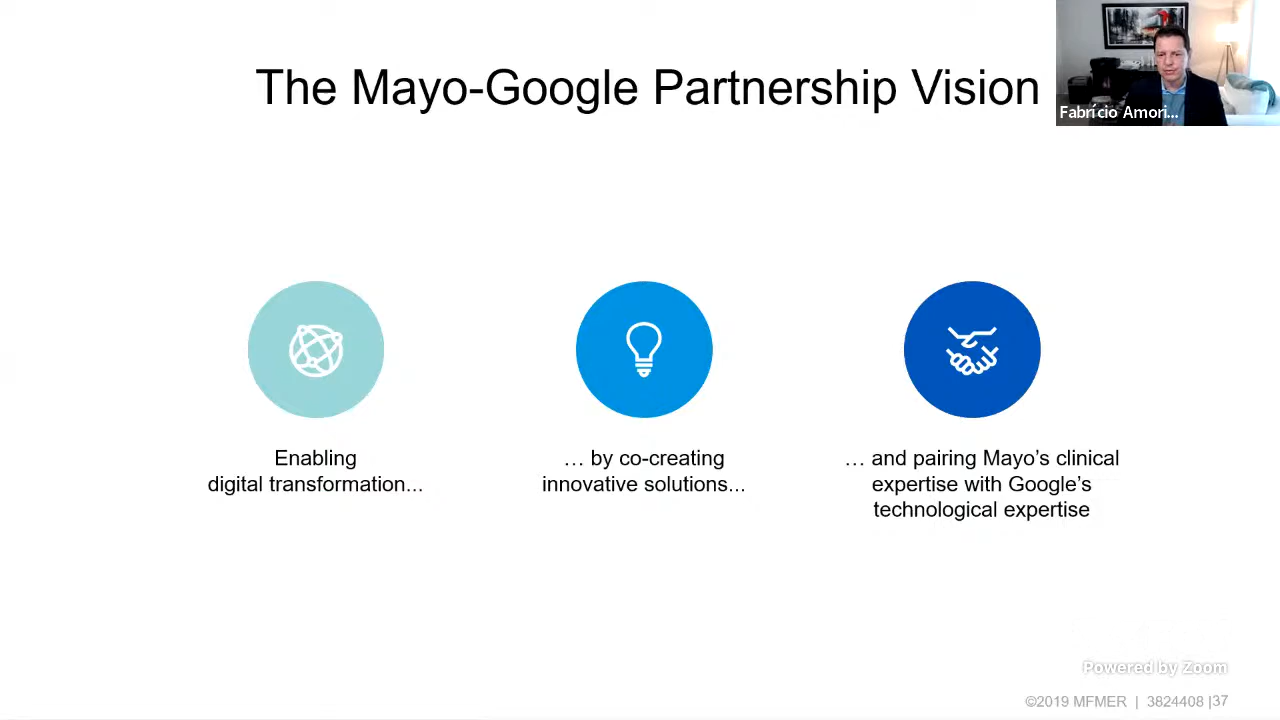 The Mayo-Google Partnership Vision
Fabrício Amori...
Enabling
digital transformation...
… by co-creating
innovative solutions...
… and pairing Mayo’s clinical
expertise with Google’s
technological expertise
Powered by Zoom
©2019 MFMER | 3824408 |37